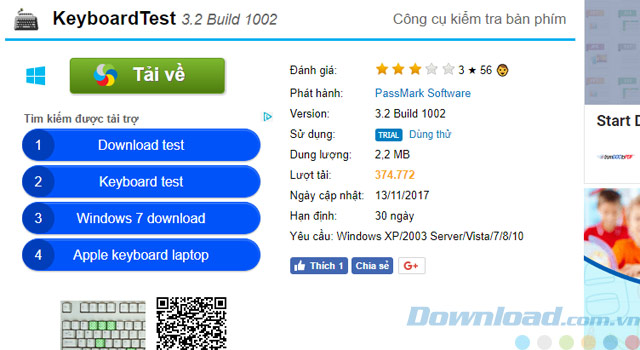 KeyboardTest 3.2 Build 1002
Công cụ kiểm tra bàn phím
Tải về
Tìm kiếm được tài trợ
1 Download test
2 Keyboard test
3 Windows 7 download
4 Apple keyboard laptop
Đánh giá: 3 ★ 56
Phát hành: PassMark Software
Version: 3.2 Build 1002
Sử dụng: TRIAL Dùng thử
Dung lượng: 2,2 MB
Lượt tải: 374.772
Ngày cập nhật: 13/11/2017
Hạn định: 30 ngày
Yêu cầu: Windows XP/2003 Server/Vista/7/8/10
Thích 1 Chia sẻ G+
Start D
Download.com.vn